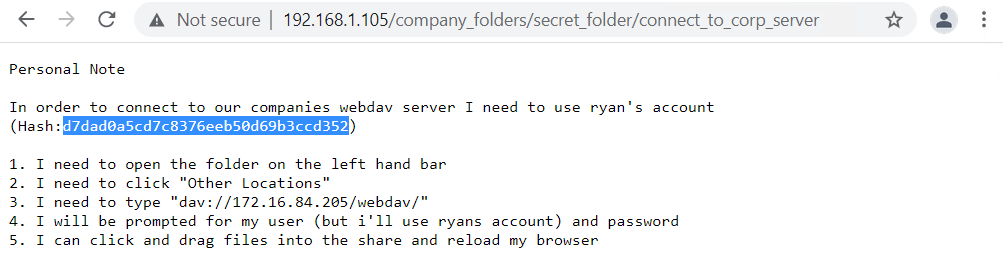 Not secure | 192.168.1.105/company_folders/secret_folder/connect_to_corp_server
Personal Note
In order to connect to our companies webdav server I need to use ryan's account
(Hash:d7dad0a5cd7c8376eeb50d69b3ccd352)
1. I need to open the folder on the left hand bar
2. I need to click "Other Locations"
3. I need to type "dav://172.16.84.205/webdav/"
4. I will be prompted for my user (but i'll use ryans account) and password
5. I can click and drag files into the share and reload my browser